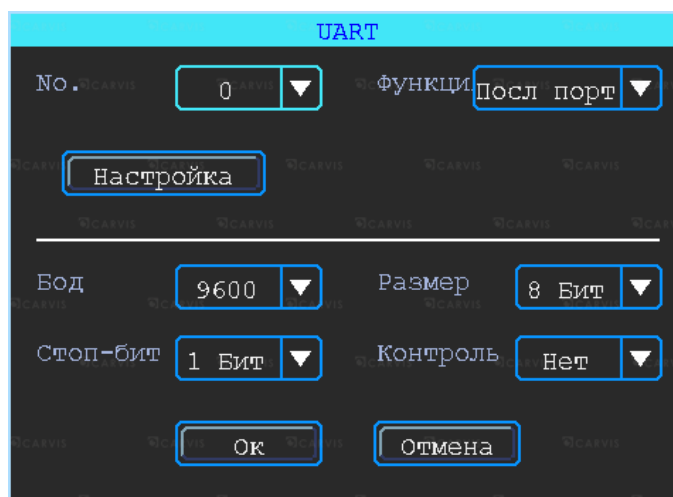 UART
No. 0 Функци Посл порт
Настройка
Бод 9600 Размер 8 Бит
Стоп-бит 1 Бит Контроль Нет
Ок Отмена
CARVIS